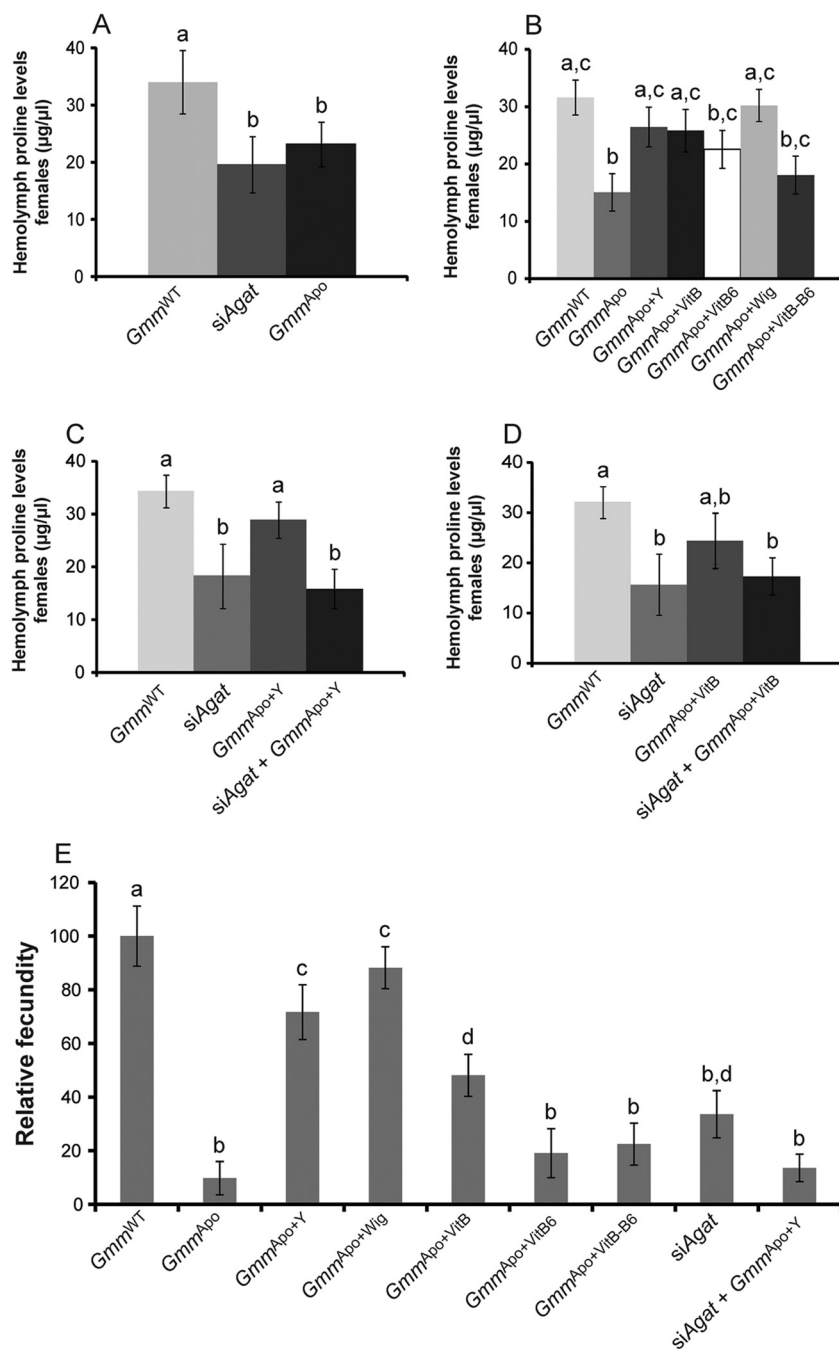 A
Hemolymph proline levels
females (µg/µl)
40
30
20
10
0
a
b
b
GmmWT
siAgat
GmmApo
B
Hemolymph proline levels
females (µg/µl)
40
30
20
10
0
a,c
b
a,c
a,c
b,c
a,c
b,c
GmmWT
GmmApo
GmmApo+Y
GmmApo+VitB
GmmApo+VitB6
GmmApo+Wig
GmmApo+VitB-B6
C
Hemolymph proline levels
females (µg/µl)
40
30
20
10
0
a
b
a
b
GmmWT
siAgat
GmmApo+Y
siAgat + GmmApo+Y
D
Hemolymph proline levels
females (µg/µl)
40
30
20
10
0
a
b
a,b
b
GmmWT
siAgat
GmmApo+VitB
siAgat + GmmApo+VitB
E
Relative fecundity
120
100
80
60
40
20
0
a
b
c
c
d
b
b
b,d
b
GmmWT
GmmApo
GmmApo+Y
GmmApo+Wig
GmmApo+VitB
GmmApo+VitB6
GmmApo+VitB-B6
siAgat
siAgat + GmmApo+Y